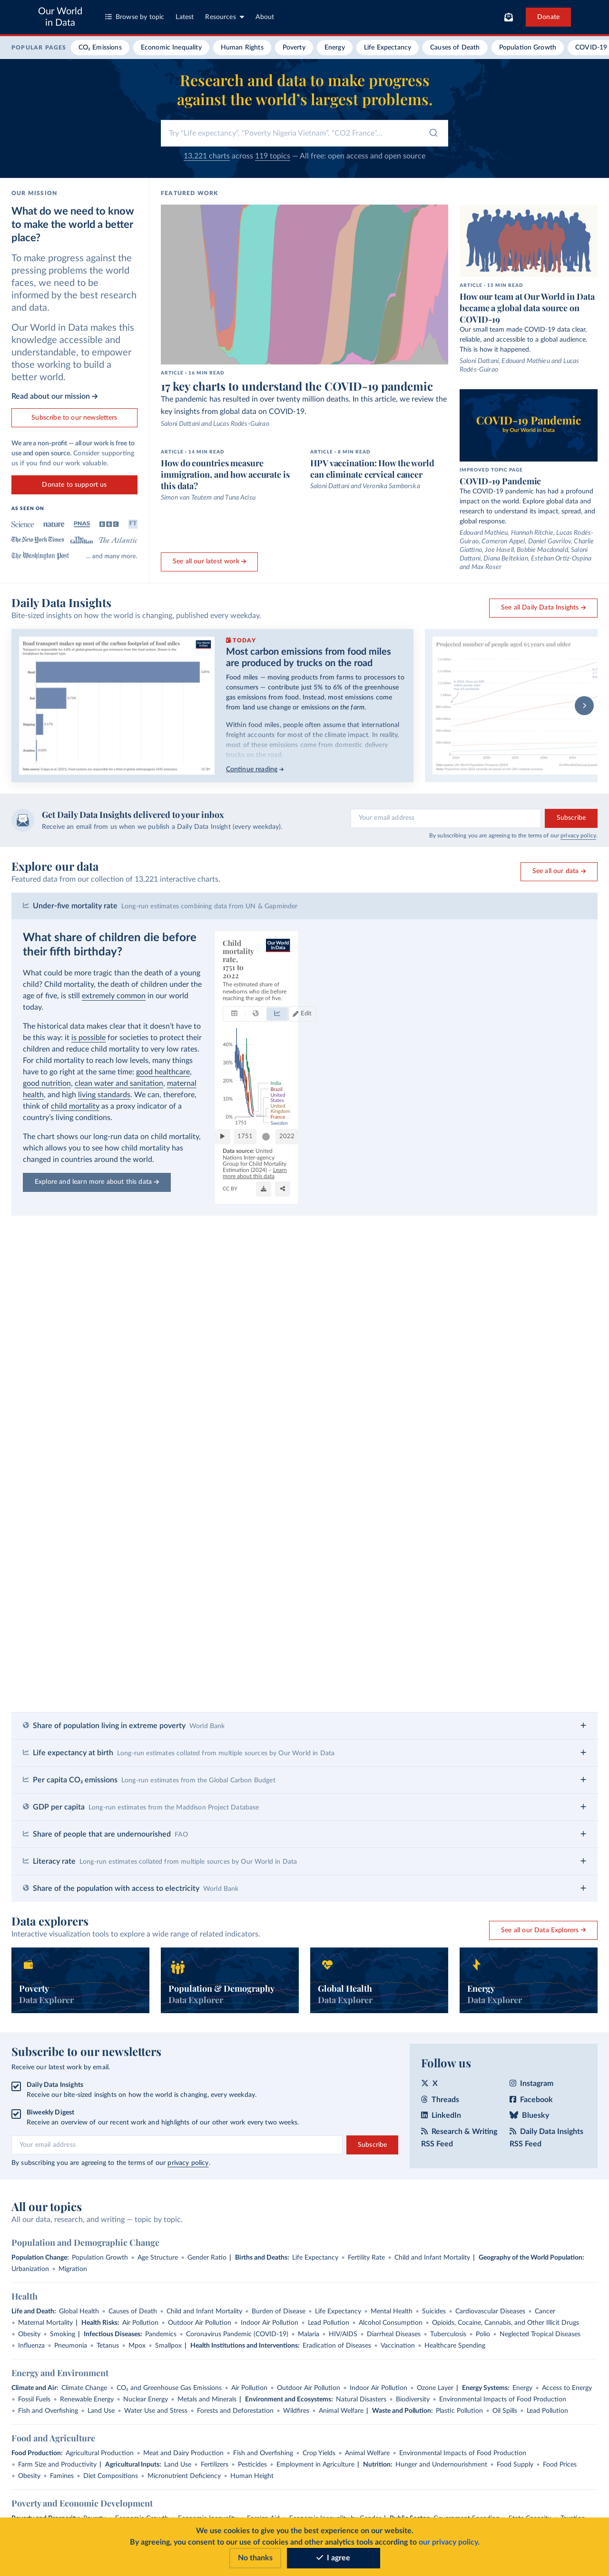 Our World
in Data
Browse by topic
Latest
Resources
About
Donate
POPULAR PAGES
CO₂ Emissions
Economic Inequality
Human Rights
Poverty
Energy
Life Expectancy
Causes of Death
Population Growth
COVID-19
Research and data to make progress
against the world's largest problems.
Try "Life expectancy", "Poverty Nigeria Vietnam", "CO2 France"...
13,221 charts across 119 topics — All free: open access and open source
OUR MISSION
What do we need to know
to make the world a better
place?
To make progress against the
pressing problems the world
faces, we need to be
informed by the best research
and data.
Our World in Data makes this
knowledge accessible and
understandable, to empower
those working to build a
better world.
Read about our mission →
Subscribe to our newsletters
We are a non-profit — all our work is free to
use and open source. Consider supporting
us if you find our work valuable.
Donate to support us
AS SEEN ON
Science
nature
PNAS
BBC
FT
The New York Times
The Guardian
The Atlantic
The Washington Post
... and many more.
FEATURED WORK
ARTICLE - 16 MIN READ
17 key charts to understand the COVID-19 pandemic
The pandemic has resulted in over twenty million deaths. In this article, we review the
key insights from global data on COVID-19.
Saloni Dattani and Lucas Rodés-Guirao
ARTICLE - 14 MIN READ
How do countries measure
immigration, and how accurate is
this data?
Simon van Teutem and Tuna Acisu
ARTICLE - 8 MIN READ
HPV vaccination: How the world
can eliminate cervical cancer
Saloni Dattani and Veronika Samborska
See all our latest work →
ARTICLE - 13 MIN READ
How our team at Our World in Data
became a global data source on
COVID-19
Our small team made COVID-19 data clear,
reliable, and accessible to a global audience.
This is how it happened.
Saloni Dattani, Edouard Mathieu and Lucas
Rodés-Guirao
COVID-19 Pandemic
by Our World in Data
IMPROVED TOPIC PAGE
COVID-19 Pandemic
The COVID-19 pandemic has had a profound
impact on the world. Explore our data and
research to understand its impact, spread, and
global response.
Edouard Mathieu, Hannah Ritchie, Lucas Rodés-
Guirao, Cameron Appel, Daniel Gavrilov, Charlie
Giattino, Joe Hasell, Bobbie Macdonald, Saloni
Dattani, Diana Beltekian, Esteban Ortiz-Ospina
and Max Roser
Daily Data Insights
Bite-sized insights on how the world is changing, published every weekday.
See all Daily Data Insights →
Road transport makes up most of the carbon footprint of food miles
TODAY
Most carbon emissions from food miles
are produced by trucks on the road
Food miles — moving products from farms to processors to
consumers — contribute just 5% to 6% of the greenhouse
gas emissions from food. Instead, most emissions come
from land use change or emissions on the farm.
Within food miles, people often assume that international
freight accounts for most of the climate impact. In reality,
most of these emissions come from domestic delivery
trucks on the road.
Continue reading →
Projected number of people aged 65 years and older
Get Daily Data Insights delivered to your inbox
Receive an email from us when we publish a Daily Data Insight (every weekday).
Your email address
Subscribe
By subscribing you are agreeing to the terms of our privacy policy.
Explore our data
Featured data from our collection of 13,221 interactive charts.
See all our data →
Under-five mortality rate Long-run estimates combining data from UN & Gapminder
What share of children die before
their fifth birthday?
What could be more tragic than the death of a young
child? Child mortality, the death of children under the
age of five, is still extremely common in our world
today.
The historical data makes clear that it doesn't have to
be this way: it is possible for societies to protect their
children and reduce child mortality to very low rates.
For child mortality to reach low levels, many things
have to go right at the same time: good healthcare,
good nutrition, clean water and sanitation, maternal
health, and high living standards. We can, therefore,
think of child mortality as a proxy indicator of a
country's living conditions.
The chart shows our long-run data on child mortality,
which allows you to see how child mortality has
changed in countries around the world.
Explore and learn more about this data →
Child
mortality
rate,
1751 to
2022
Our World
in Data
The estimated share of
newborns who die before
reaching the age of five.
Edit
40%
30%
20%
10%
0%
1751
India
Brazil
United
States
United
Kingdom
France
Sweden
1751
2022
Data source: United
Nations Inter-agency
Group for Child Mortality
Estimation (2024) – Learn
more about this data
CC BY
Share of population living in extreme poverty World Bank
Life expectancy at birth Long-run estimates collated from multiple sources by Our World in Data
Per capita CO₂ emissions Long-run estimates from the Global Carbon Budget
GDP per capita Long-run estimates from the Maddison Project Database
Share of people that are undernourished FAO
Literacy rate Long-run estimates collated from multiple sources by Our World in Data
Share of the population with access to electricity World Bank
Data explorers
Interactive visualization tools to explore a wide range of related indicators.
See all our Data Explorers →
Poverty
Data Explorer
Population & Demography
Data Explorer
Global Health
Data Explorer
Energy
Data Explorer
Subscribe to our newsletters
Receive our latest work by email.
Daily Data Insights
Receive our bite-sized insights on how the world is changing, every weekday.
Biweekly Digest
Receive an overview of our recent work and highlights of our other work every two weeks.
Your email address
Subscribe
By subscribing you are agreeing to the terms of our privacy policy.
Follow us
X
Instagram
Threads
Facebook
LinkedIn
Bluesky
Research & Writing
RSS Feed
Daily Data Insights
RSS Feed
All our topics
All our data, research, and writing — topic by topic.
Population and Demographic Change
Population Change: Population Growth • Age Structure • Gender Ratio | Births and Deaths: Life Expectancy • Fertility Rate • Child and Infant Mortality | Geography of the World Population:
Urbanization • Migration
Health
Life and Death: Global Health • Causes of Death • Child and Infant Mortality • Burden of Disease • Life Expectancy • Mental Health • Suicides • Cardiovascular Diseases • Cancer
• Maternal Mortality | Health Risks: Air Pollution • Outdoor Air Pollution • Indoor Air Pollution • Lead Pollution • Alcohol Consumption • Opioids, Cocaine, Cannabis, and Other Illicit Drugs
• Obesity • Smoking | Infectious Diseases: Pandemics • Coronavirus Pandemic (COVID-19) • Malaria • HIV/AIDS • Diarrheal Diseases • Tuberculosis • Polio • Neglected Tropical Diseases
• Influenza • Pneumonia • Tetanus • Mpox • Smallpox | Health Institutions and Interventions: Eradication of Diseases • Vaccination • Healthcare Spending
Energy and Environment
Climate and Air: Climate Change • CO₂ and Greenhouse Gas Emissions • Air Pollution • Outdoor Air Pollution • Indoor Air Pollution • Ozone Layer | Energy Systems: Energy • Access to Energy
• Fossil Fuels • Renewable Energy • Nuclear Energy • Metals and Minerals | Environment and Ecosystems: Natural Disasters • Biodiversity • Environmental Impacts of Food Production
• Fish and Overfishing • Land Use • Water Use and Stress • Forests and Deforestation • Wildfires • Animal Welfare | Waste and Pollution: Plastic Pollution • Oil Spills • Lead Pollution
Food and Agriculture
Food Production: Agricultural Production • Meat and Dairy Production • Fish and Overfishing • Crop Yields • Animal Welfare • Environmental Impacts of Food Production
• Farm Size and Productivity | Agricultural Inputs: Land Use • Fertilizers • Pesticides • Employment in Agriculture | Nutrition: Hunger and Undernourishment • Food Supply • Food Prices
• Obesity • Famines • Diet Compositions • Micronutrient Deficiency • Human Height
Poverty and Economic Development
We use cookies to give you the best experience on our website.
By agreeing, you consent to our use of cookies and other analytics tools according to our privacy policy.
No thanks
I agree